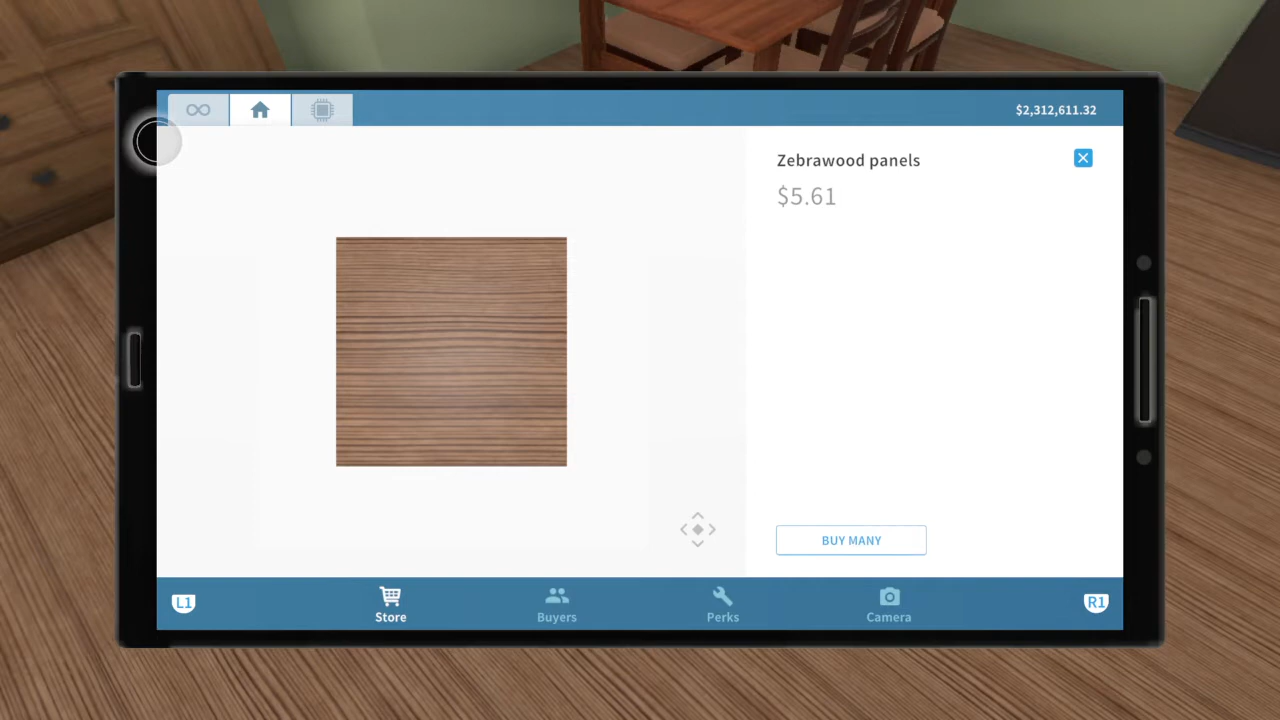 $2,312,611.32
Zebrawood panels
$5.61
BUY MANY
L1
Store
Buyers
Perks
Camera
R1